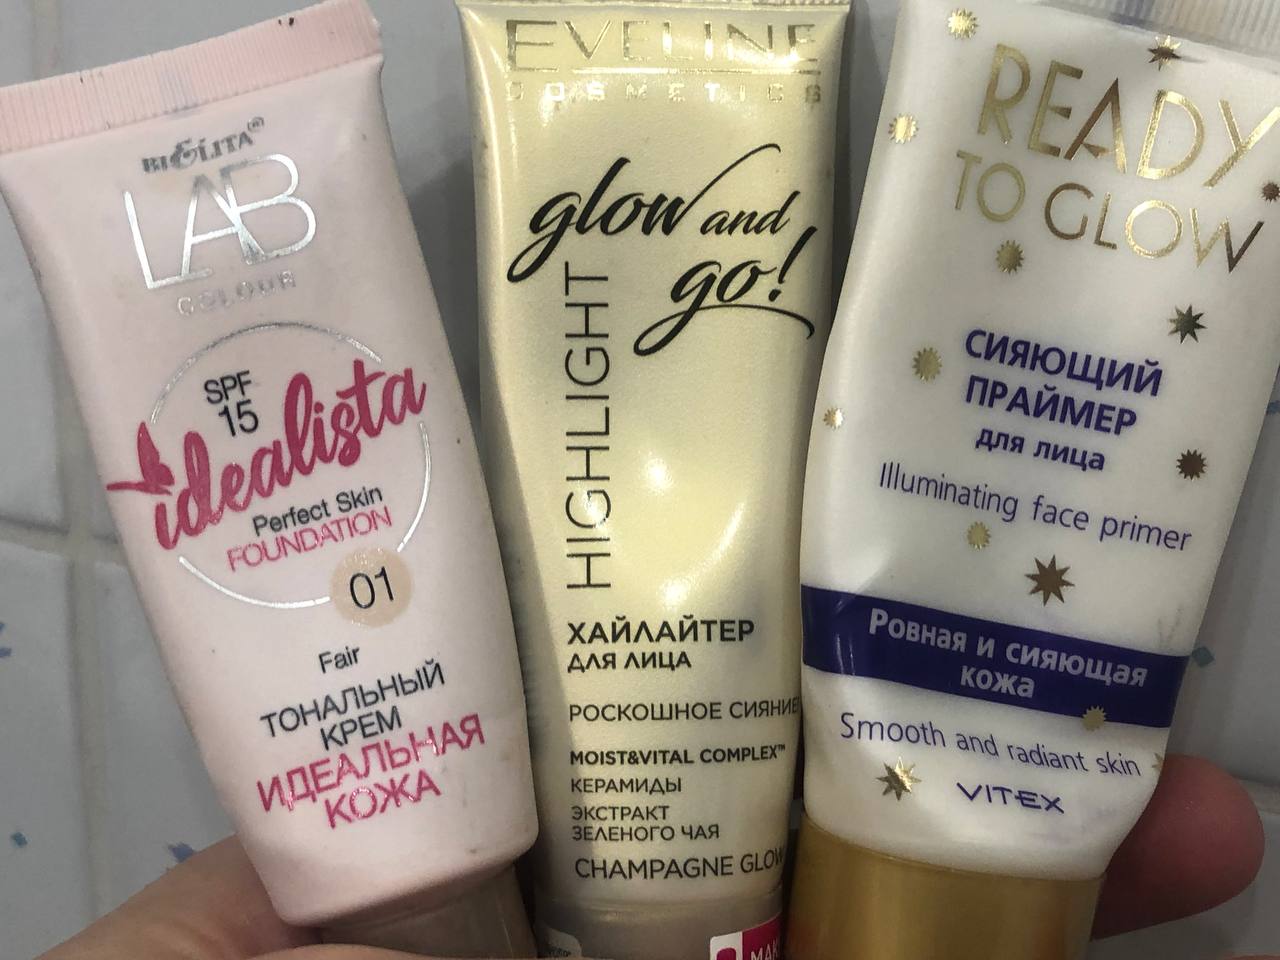 BIELITA
LAB
COLOUR
SPF
15
idealista
Perfect Skin
FOUNDATION
01
Fair
ТОНАЛЬНЫЙ
КРЕМ
ИДЕАЛЬНАЯ
КОЖА
EVELINE
COSMETICS
glow and
go!
HIGHLIGHT
ХАЙЛАЙТЕР
ДЛЯ ЛИЦА
РОСКОШНОЕ СИЯНИЕ
MOIST&VITAL COMPLEX™
КЕРАМИДЫ
ЭКСТРАКТ
ЗЕЛЕНОГО ЧАЯ
CHAMPAGNE GLOW
READY
TO GLOW
СИЯЮЩИЙ
ПРАЙМЕР
для лица
Illuminating face primer
Ровная и сияющая
кожа
Smooth and radiant skin
VITEX